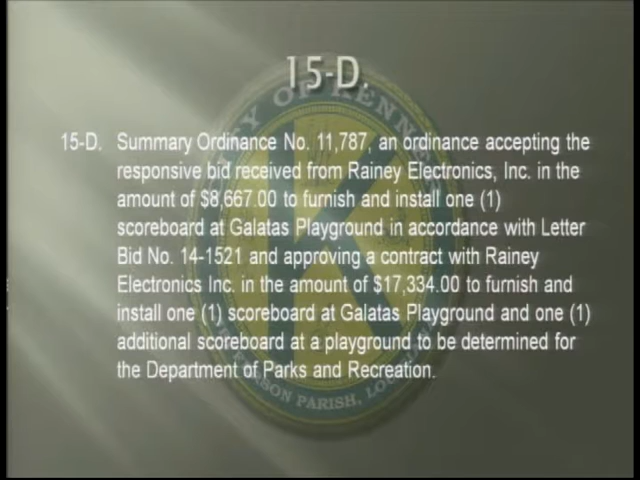 15-D.
15-D. Summary Ordinance No. 11,787, an ordinance accepting the
responsive bid received from Rainey Electronics, Inc. in the
amount of $8,667.00 to furnish and install one (1)
scoreboard at Galatas Playground in accordance with Letter
Bid No. 14-1521 and approving a contract with Rainey
Electronics Inc. in the amount of $17,334.00 to furnish and
install one (1) scoreboard at Galatas Playground and one (1)
additional scoreboard at a playground to be determined for
the Department of Parks and Recreation.
CITY OF KENNE
K
PARISH,